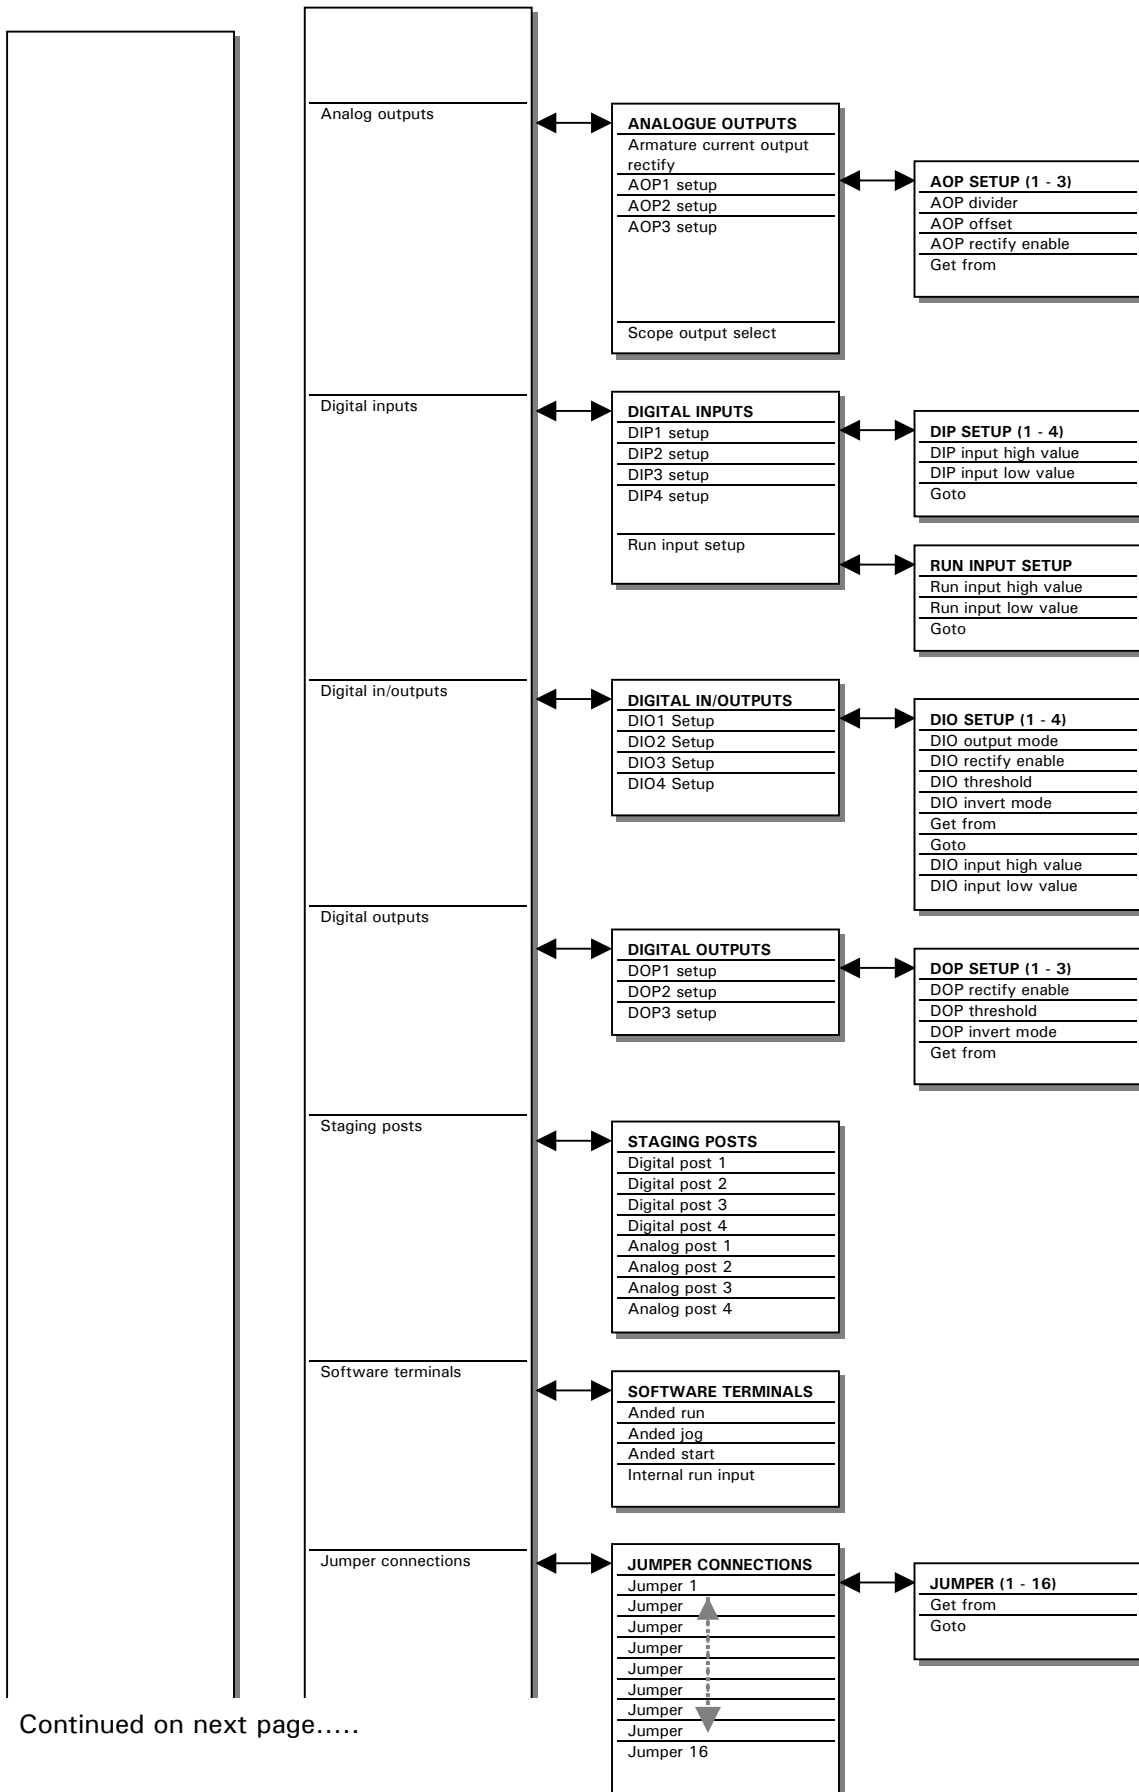 Analog outputs
ANALOGUE OUTPUTS
Armature current output
rectify
AOP1 setup
AOP2 setup
AOP3 setup
Scope output select
AOP SETUP (1 - 3)
AOP divider
AOP offset
AOP rectify enable
Get from
Digital inputs
DIGITAL INPUTS
DIP1 setup
DIP2 setup
DIP3 setup
DIP4 setup
Run input setup
DIP SETUP (1 - 4)
DIP input high value
DIP input low value
Goto
RUN INPUT SETUP
Run input high value
Run input low value
Goto
Digital in/outputs
DIGITAL IN/OUTPUTS
DIO1 Setup
DIO2 Setup
DIO3 Setup
DIO4 Setup
DIO SETUP (1 - 4)
DIO output mode
DIO rectify enable
DIO threshold
DIO invert mode
Get from
Goto
DIO input high value
DIO input low value
Digital outputs
DIGITAL OUTPUTS
DOP1 setup
DOP2 setup
DOP3 setup
DOP SETUP (1 - 3)
DOP rectify enable
DOP threshold
DOP invert mode
Get from
Staging posts
STAGING POSTS
Digital post 1
Digital post 2
Digital post 3
Digital post 4
Analog post 1
Analog post 2
Analog post 3
Analog post 4
Software terminals
SOFTWARE TERMINALS
Anded run
Anded jog
Anded start
Internal run input
Jumper connections
JUMPER CONNECTIONS
Jumper 1
Jumper
Jumper
Jumper
Jumper
Jumper
Jumper
Jumper
Jumper 16
JUMPER (1 - 16)
Get from
Goto
Continued on next page.....